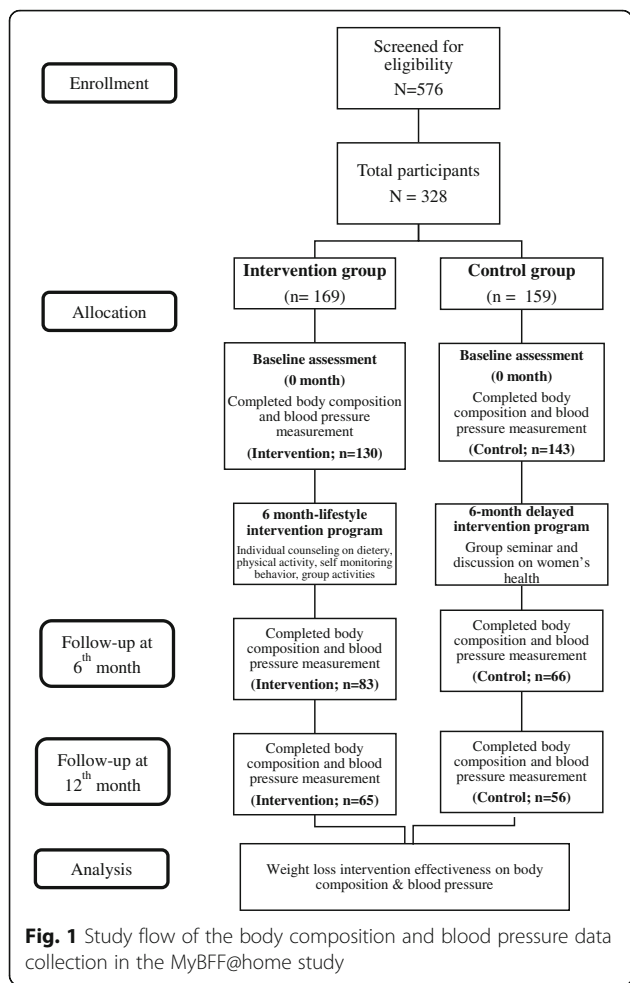 Screened for
eligibility
N=576
Enrollment
Total participants
N = 328
Intervention group
(n= 169)
Control group
(n = 159)
Allocation
Baseline assessment
(0 month)
Completed body composition
and blood pressure
measurement
(Intervention; n=130)
Baseline assessment
(0 month)
Completed body
composition and blood
pressure measurement
(Control; n=143)
6 month-lifestyle
intervention program
Individual counseling on dietery,
physical activity, self monitoring
behavior, group activities
6-month delayed
intervention program
Group seminar and
discussion on women's
health
Follow-up at
6th month
Completed body
composition and blood
pressure measurement
(Intervention; n=83)
Completed body
composition and blood
pressure measurement
(Control; n=66)
Follow-up at
12th month
Completed body
composition and blood
pressure measurement
(Intervention; n=65)
Completed body
composition and blood
pressure measurement
(Control; n=56)
Analysis
Weight loss intervention effectiveness on body
composition & blood pressure
Fig. 1 Study flow of the body composition and blood pressure data
collection in the MyBFF@home study